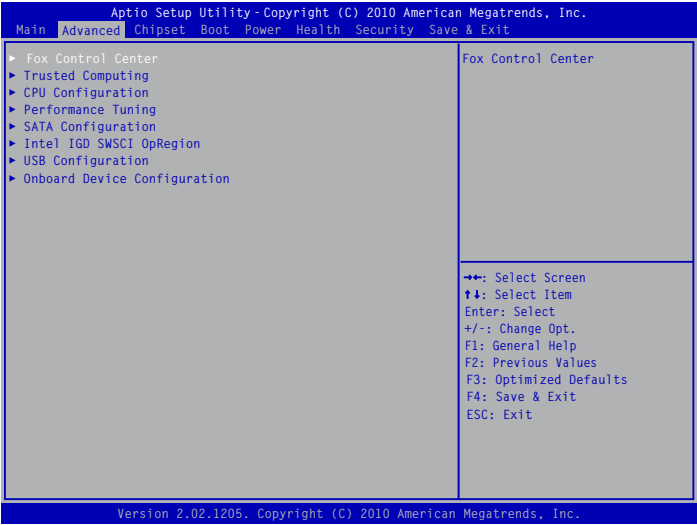 Aptio Setup Utility - Copyright (C) 2010 American Megatrends, Inc.
Main Advanced Chipset Boot Power Health Security Save & Exit
► Fox Control Center
► Trusted Computing
► CPU Configuration
► Performance Tuning
► SATA Configuration
► Intel IGD SWSCI OpRegion
► USB Configuration
► Onboard Device Configuration
Fox Control Center
→←: Select Screen
↑↓: Select Item
Enter: Select
+/-: Change Opt.
F1: General Help
F2: Previous Values
F3: Optimized Defaults
F4: Save & Exit
ESC: Exit
Version 2.02.1205. Copyright (C) 2010 American Megatrends, Inc.